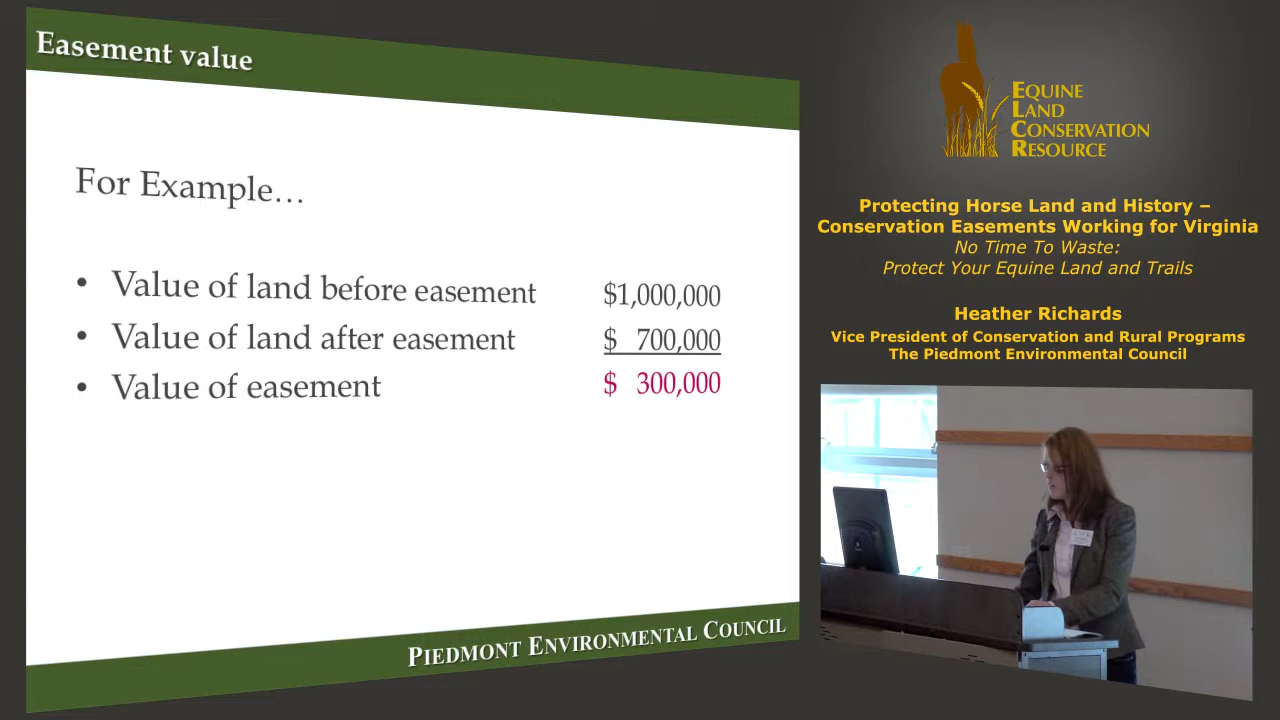 Easement value
For Example…
• Value of land before easement $1,000,000
• Value of land after easement $ 700,000
• Value of easement $ 300,000
PIEDMONT ENVIRONMENTAL COUNCIL
EQUINE
LAND
CONSERVATION
RESOURCE
Protecting Horse Land and History –
Conservation Easements Working for Virginia
No Time To Waste:
Protect Your Equine Land and Trails
Heather Richards
Vice President of Conservation and Rural Programs
The Piedmont Environmental Council